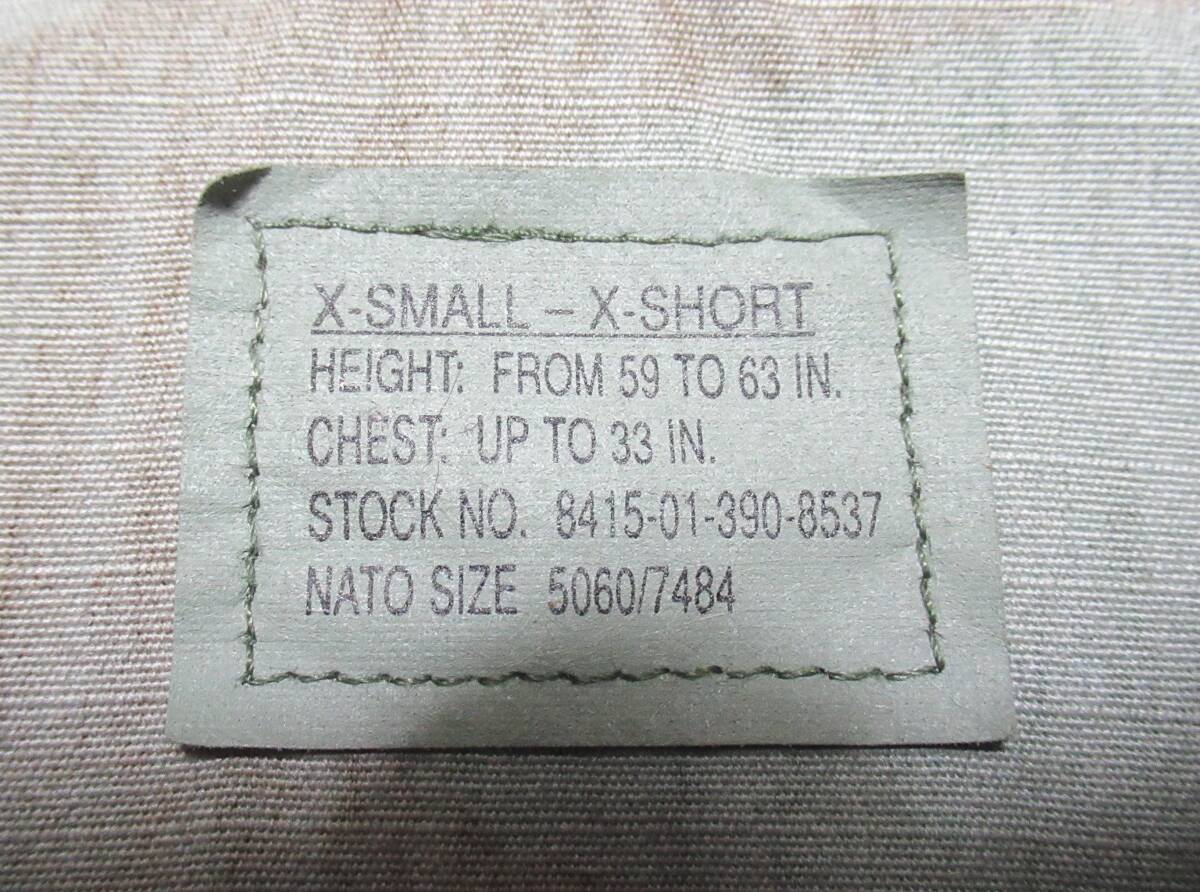 X-SMALL – X-SHORT
HEIGHT: FROM 59 TO 63 IN.
CHEST: UP TO 33 IN.
STOCK NO. 8415-01-390-8537
NATO SIZE 5060/7484